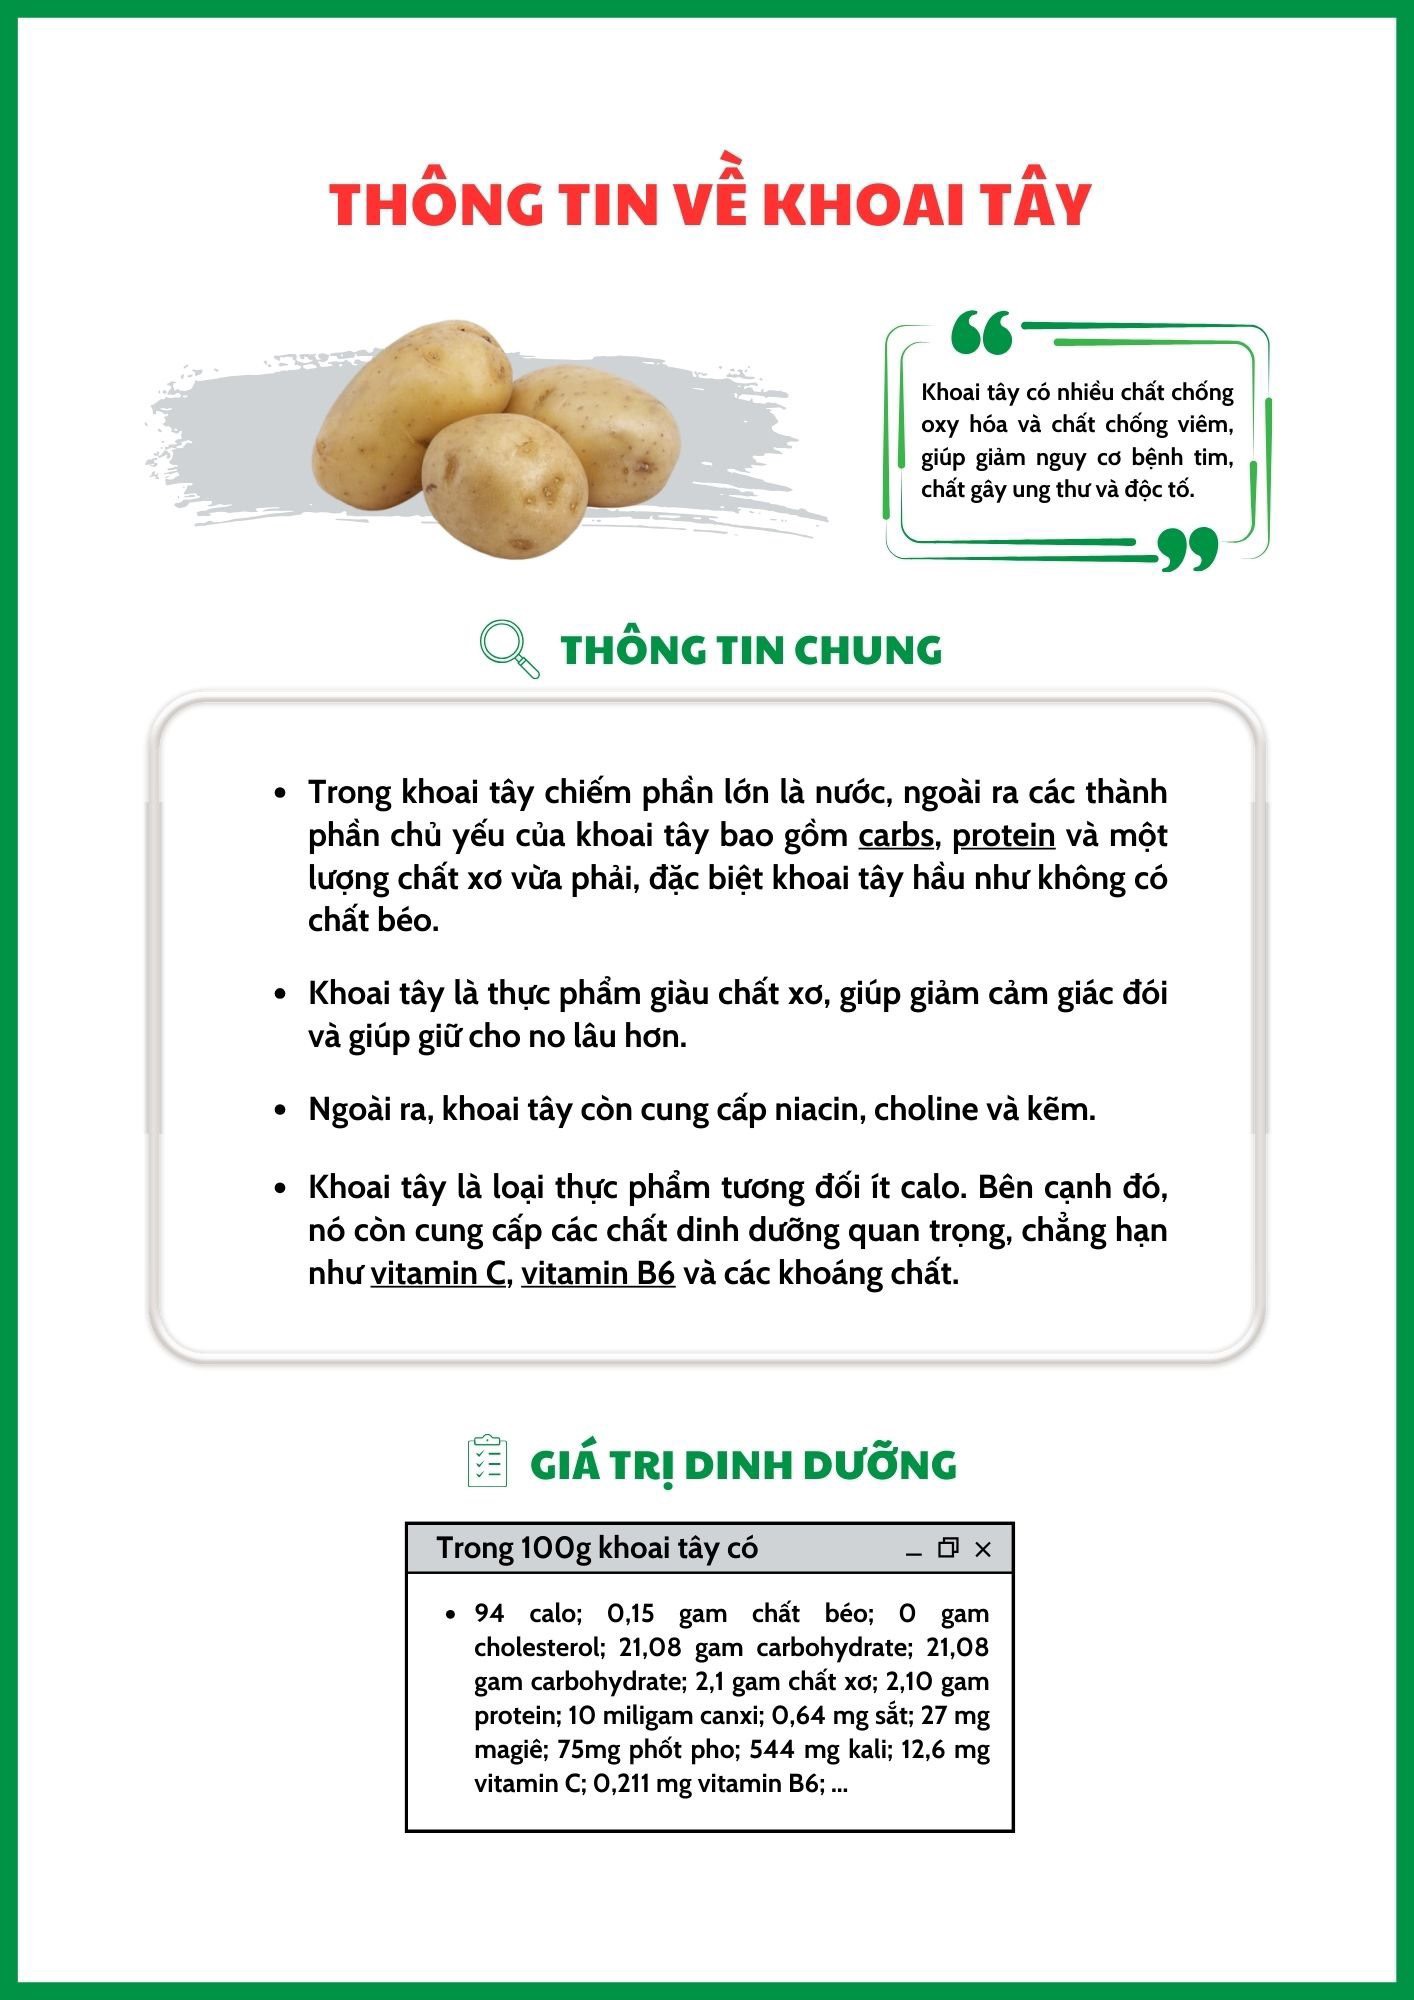 THÔNG TIN VỀ KHOAI TÂY
Khoai tây có nhiều chất chống
oxy hóa và chất chống viêm,
giúp giảm nguy cơ bệnh tim,
chất gây ung thư và độc tố.
THÔNG TIN CHUNG
• Trong khoai tây chiếm phần lớn là nước, ngoài ra các thành
phần chủ yếu của khoai tây bao gồm carbs, protein và một
lượng chất xơ vừa phải, đặc biệt khoai tây hầu như không có
chất béo.
• Khoai tây là thực phẩm giàu chất xơ, giúp giảm cảm giác đói
và giúp giữ cho no lâu hơn.
• Ngoài ra, khoai tây còn cung cấp niacin, choline và kẽm.
• Khoai tây là loại thực phẩm tương đối ít calo. Bên cạnh đó,
nó còn cung cấp các chất dinh dưỡng quan trọng, chẳng hạn
như vitamin C, vitamin B6 và các khoáng chất.
GIÁ TRỊ DINH DƯỠNG
Trong 100g khoai tây có
• 94 calo; 0,15 gam chất béo; 0 gam
cholesterol; 21,08 gam carbohydrate; 21,08
gam carbohydrate; 2,1 gam chất xơ; 2,10 gam
protein; 10 miligam canxi; 0,64 mg sắt; 27 mg
magiê; 75mg phốt pho; 544 mg kali; 12,6 mg
vitamin C; 0,211 mg vitamin B6; ...